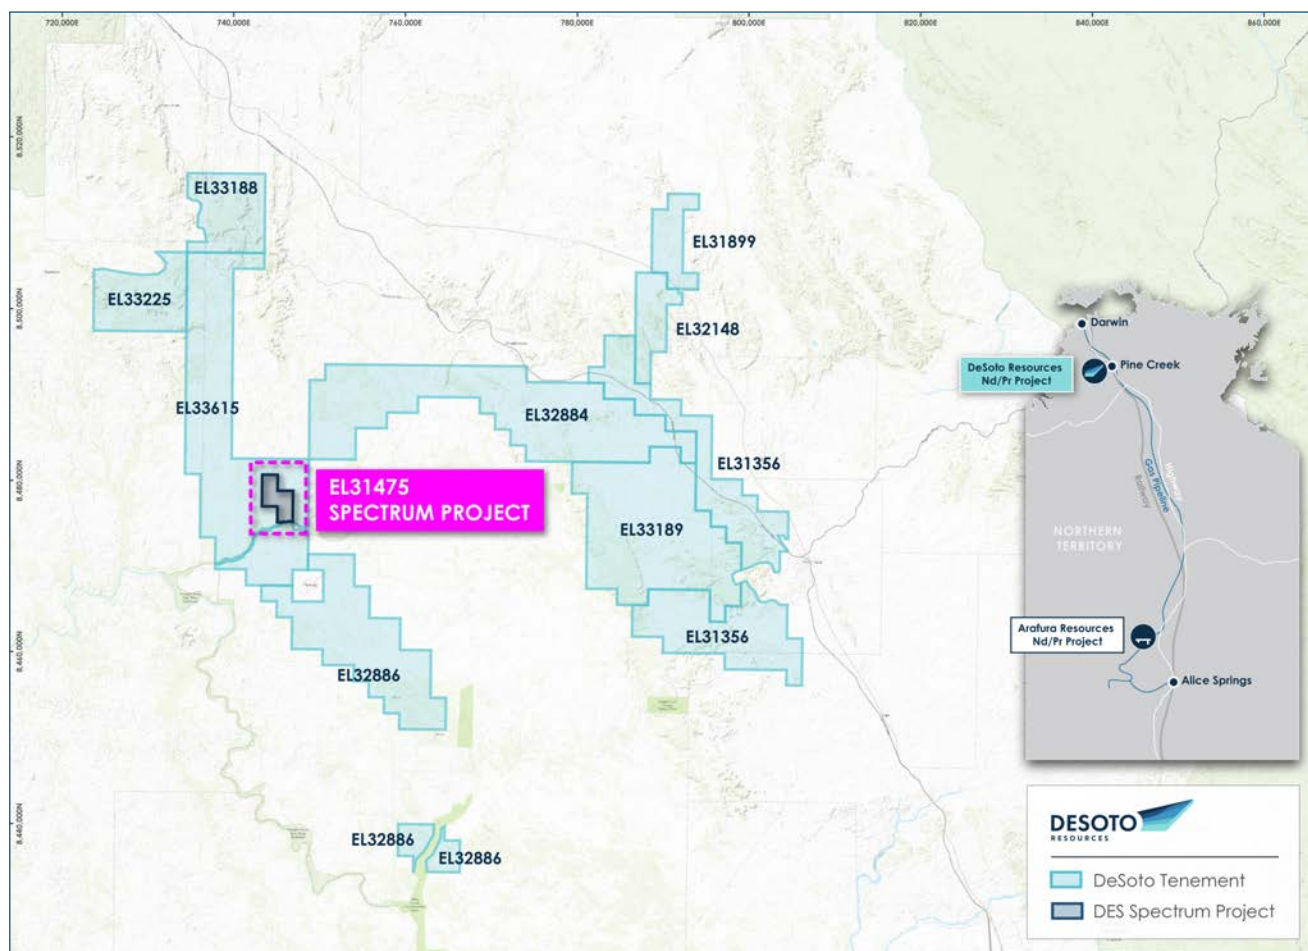 720,000E
740,000E
760,000E
780,000E
800,000E
820,000E
840,000E
860,000E
8,520,000N
8,500,000N
8,480,000N
8,460,000N
8,440,000N
EL33188
EL31899
EL33225
EL32148
EL33615
EL32884
EL31356
EL31475
SPECTRUM PROJECT
EL33189
EL31356
EL32886
EL32886
EL32886
Darwin
DeSoto Resources
Nd/Pr Project
Pine Creek
Highway
Gas Pipeline
Railway
NORTHERN
TERRITORY
Arafura Resources
Nd/Pr Project
Alice Springs
DESOTO
RESOURCES
DeSoto Tenement
DES Spectrum Project